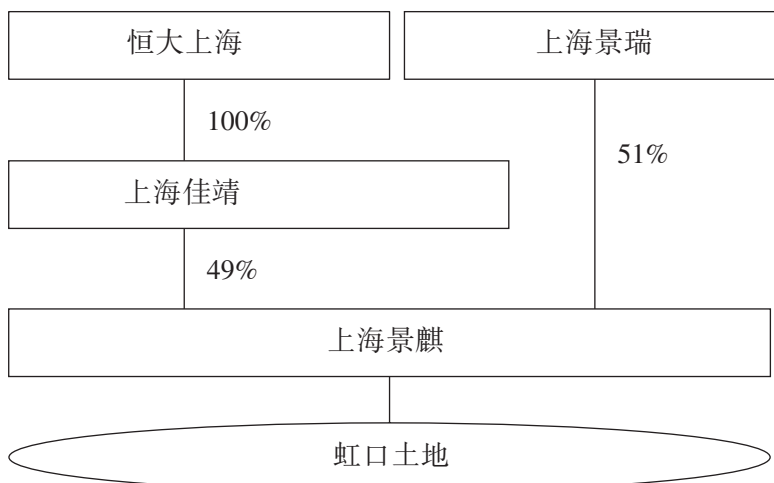 恒大上海
上海景瑞
100%
51%
上海佳靖
49%
上海景麒
虹口土地